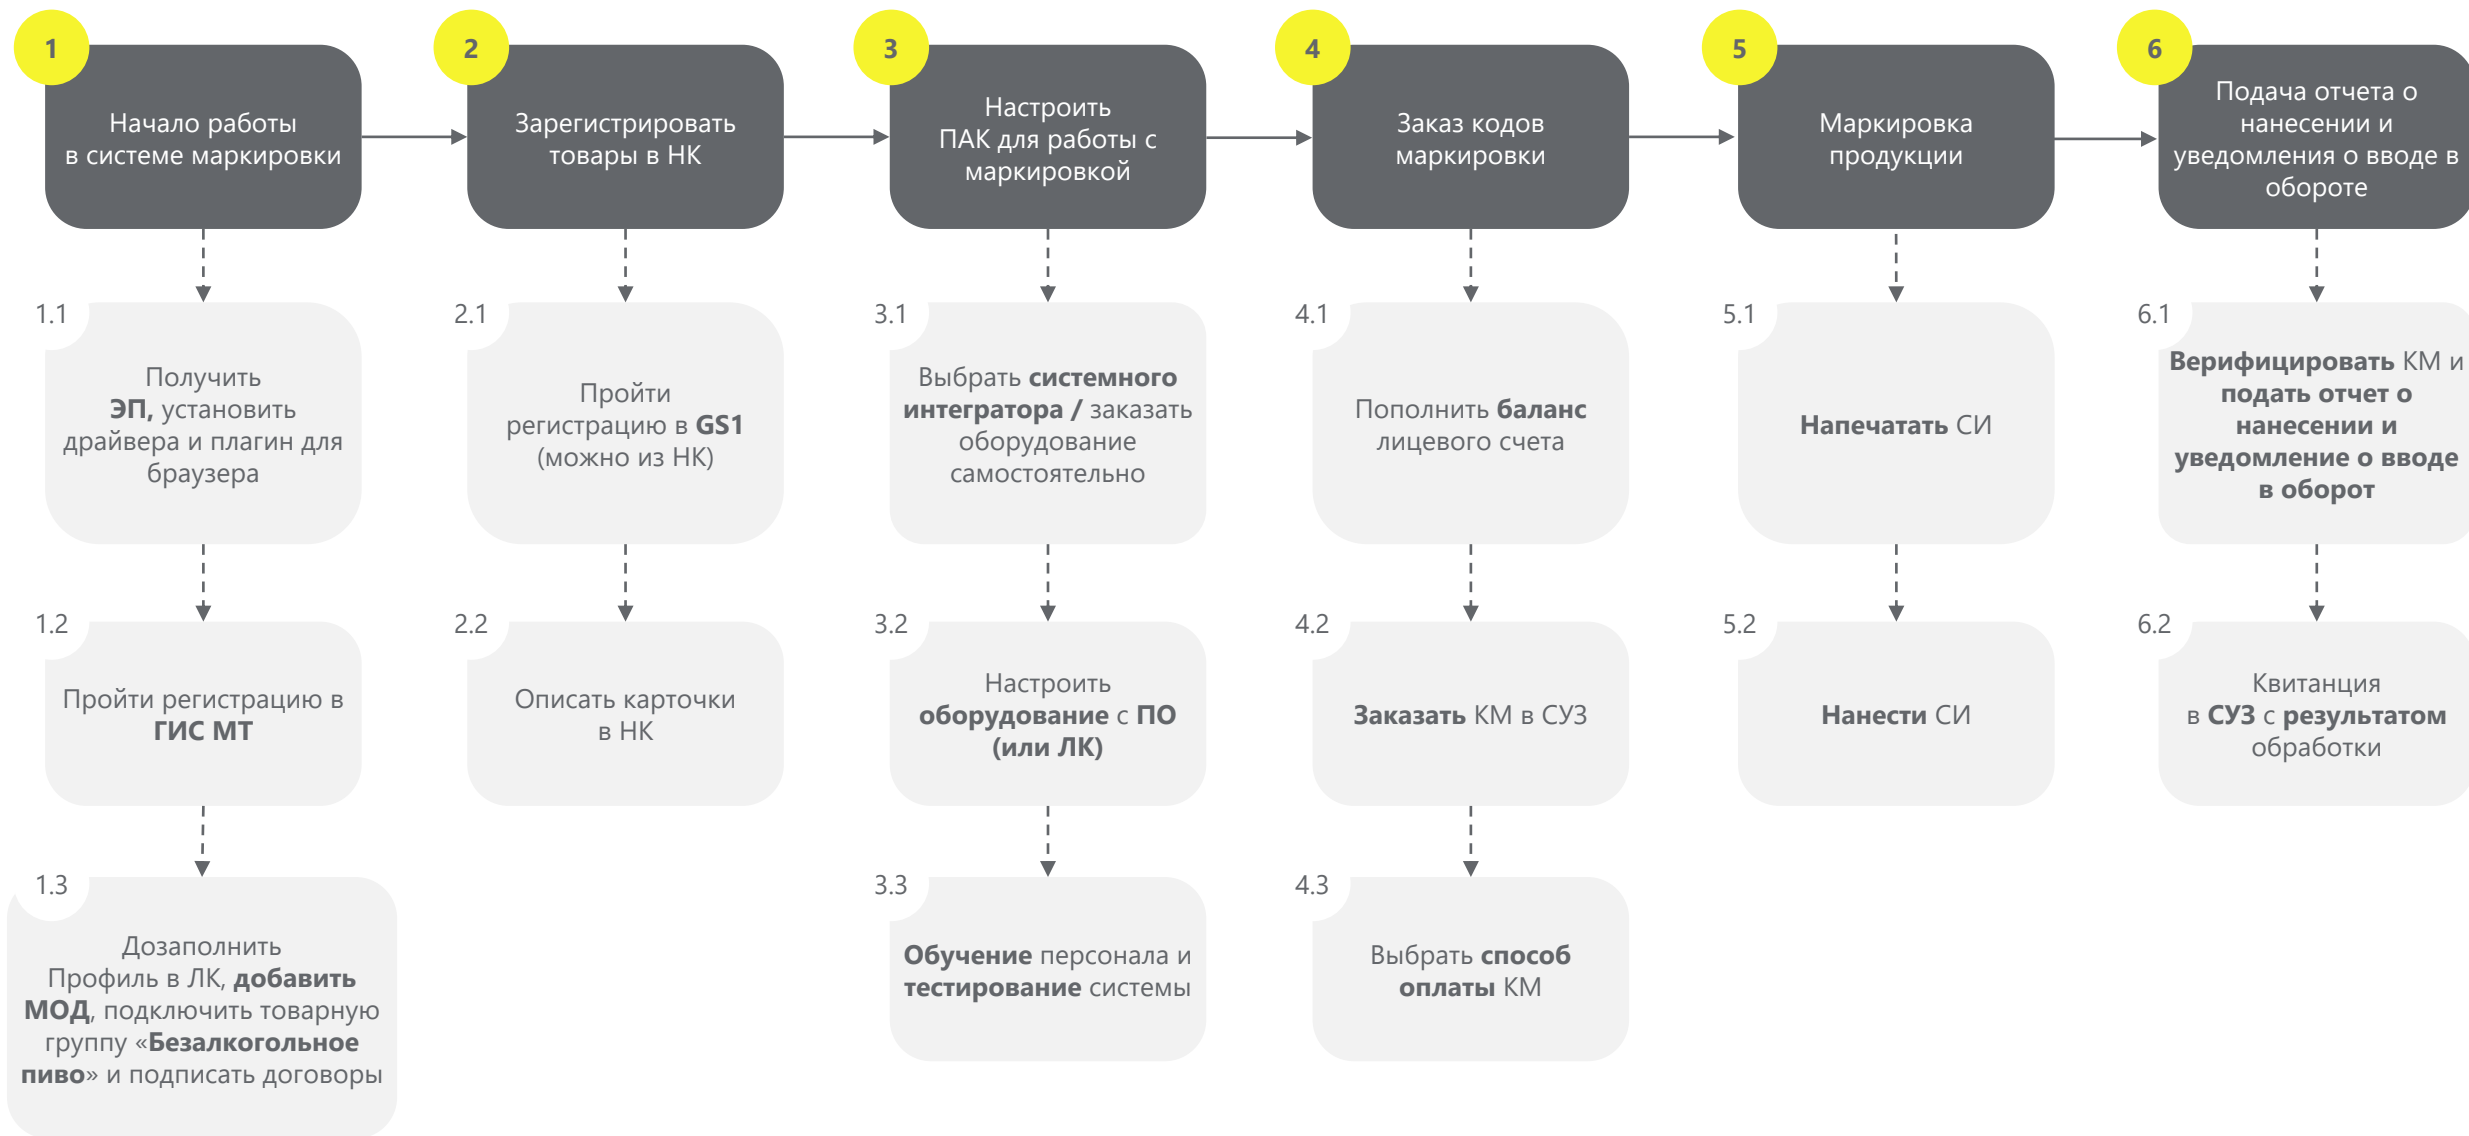 1
Начало работы
в системе маркировки
2
Зарегистрировать
товары в НК
3
Настроить
ПАК для работы с
маркировкой
4
Заказ кодов
маркировки
5
Маркировка
продукции
6
Подача отчета о
нанесении и
уведомления о вводе в
обороте
1.1
Получить
ЭП, установить
драйвера и плагин для
браузера
1.2
Пройти регистрацию в
ГИС МТ
1.3
Дозаполнить
Профиль в ЛК, добавить
МОД, подключить товарную
группу «Безалкогольное
пиво» и подписать договоры
2.1
Пройти
регистрацию в GS1
(можно из НК)
2.2
Описать карточки
в НК
3.1
Выбрать системного
интегратора / заказать
оборудование
самостоятельно
3.2
Настроить
оборудование с ПО
(или ЛК)
3.3
Обучение персонала и
тестирование системы
4.1
Пополнить баланс
лицевого счета
4.2
Заказать КМ в СУЗ
4.3
Выбрать способ
оплаты КМ
5.1
Напечатать СИ
5.2
Нанести СИ
6.1
Верифицировать КМ и
подать отчет о
нанесении и
уведомление о вводе
в оборот
6.2
Квитанция
в СУЗ с результатом
обработки